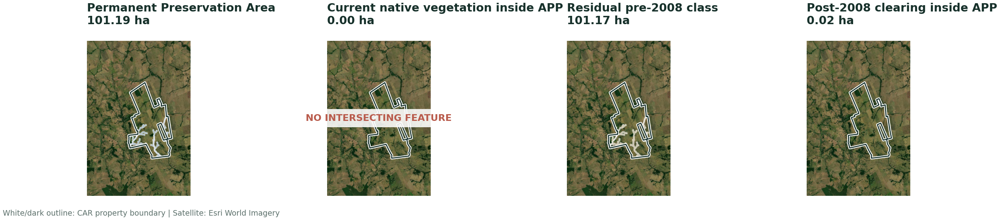 Permanent Preservation Area
101.19 ha
Current native vegetation inside APP
0.00 ha
NO INTERSECTING FEATURE
Residual pre-2008 class
101.17 ha
Post-2008 clearing inside APP
0.02 ha
White/dark outline: CAR property boundary | Satellite: Esri World Imagery